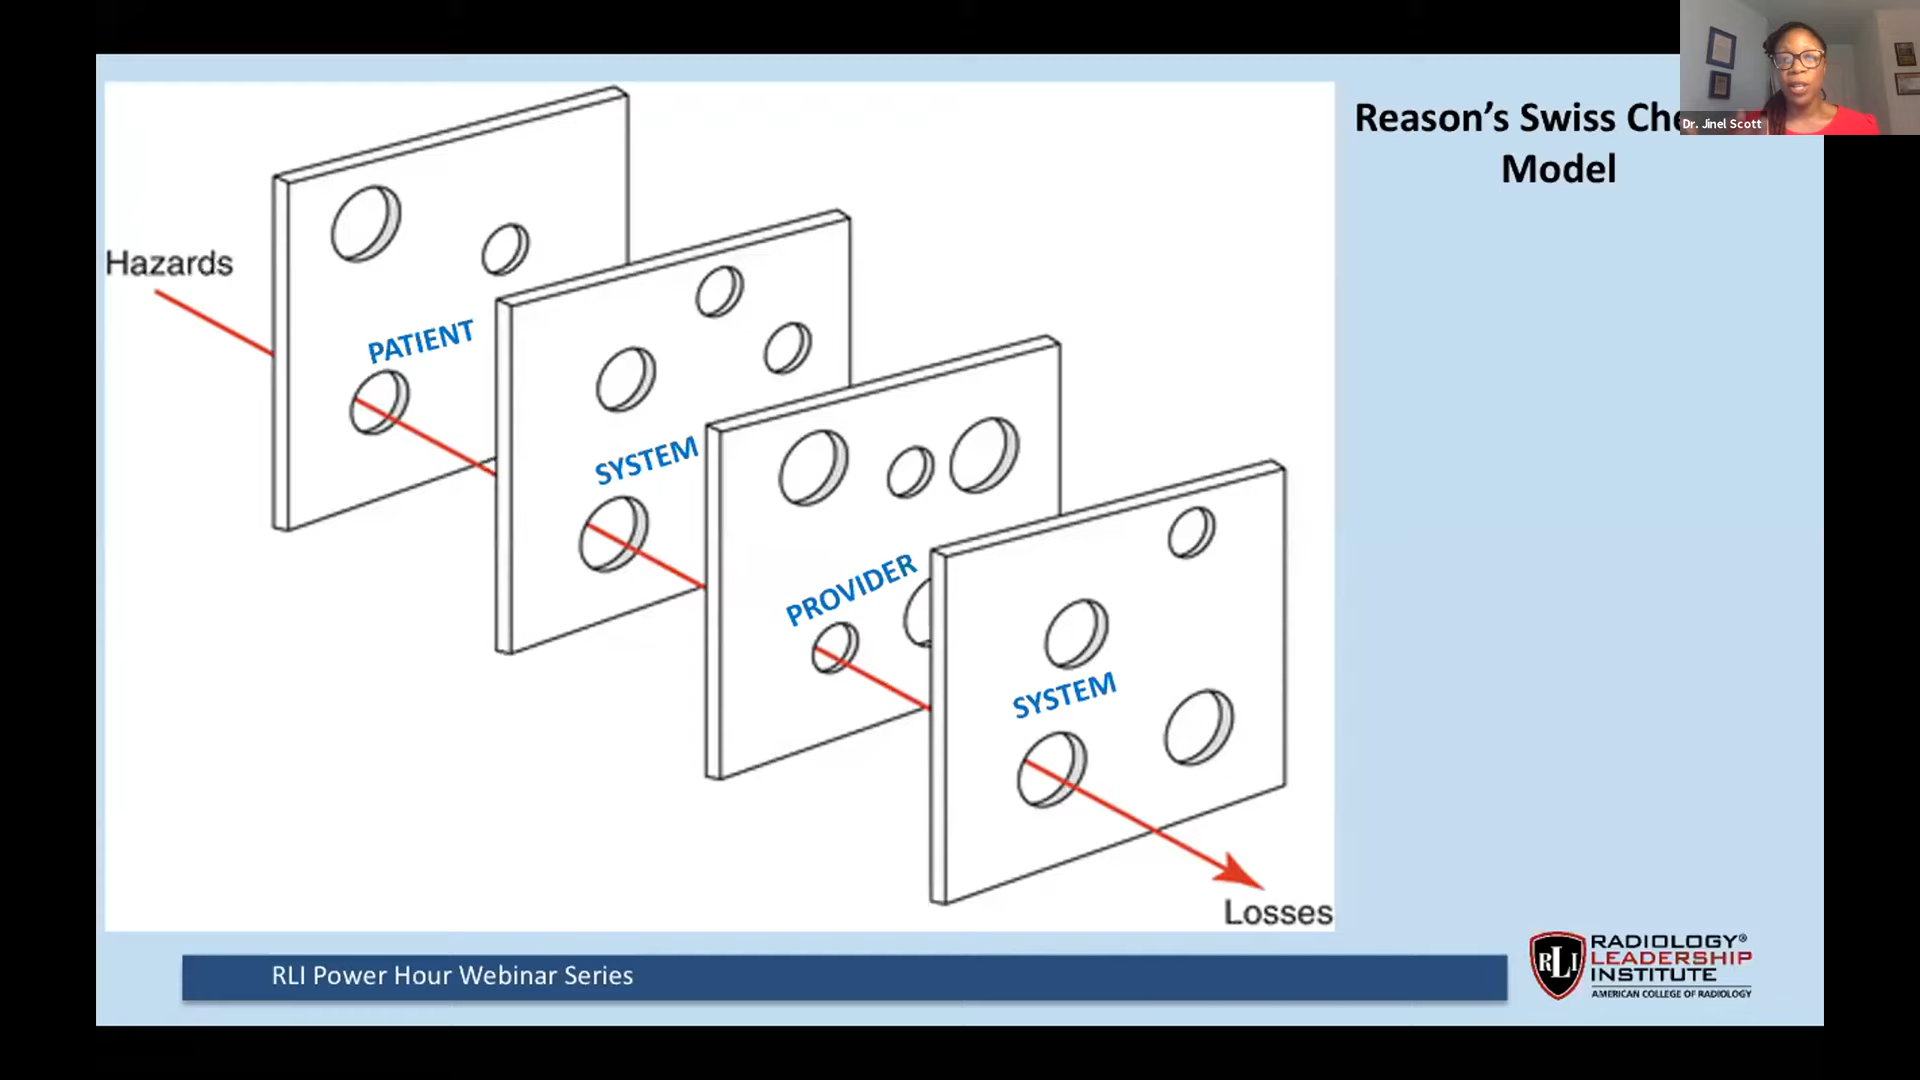 Reason's Swiss Che
Model
Dr. Jinel Scott
Hazards
PATIENT
SYSTEM
PROVIDER
SYSTEM
Losses
RLI Power Hour Webinar Series
RLI
RADIOLOGY®
LEADERSHIP
INSTITUTE
AMERICAN COLLEGE OF RADIOLOGY